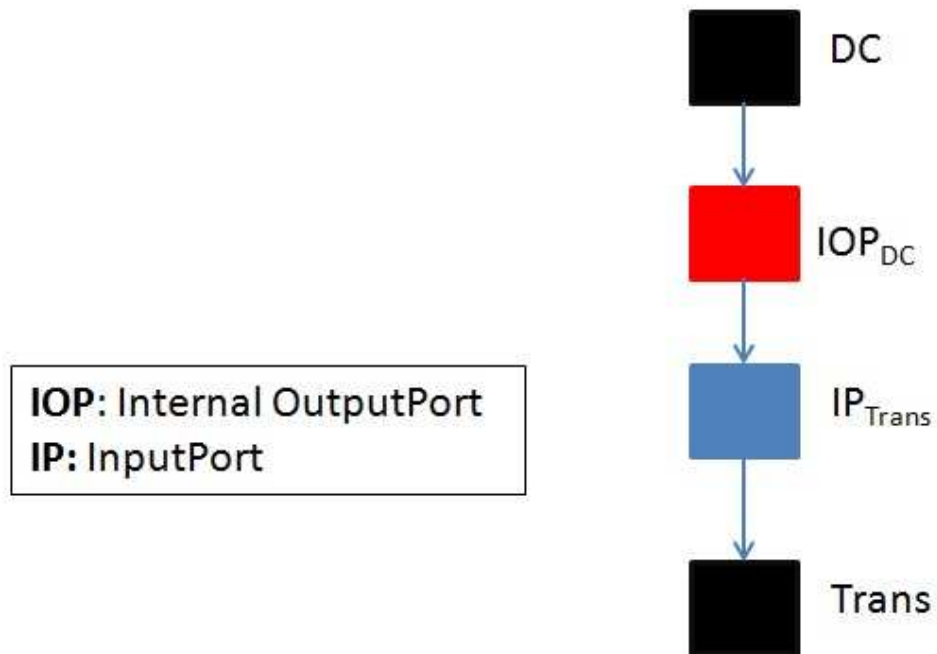 DC
IOP_DC
IOP: Internal OutputPort
IP: InputPort
IP_Trans
Trans